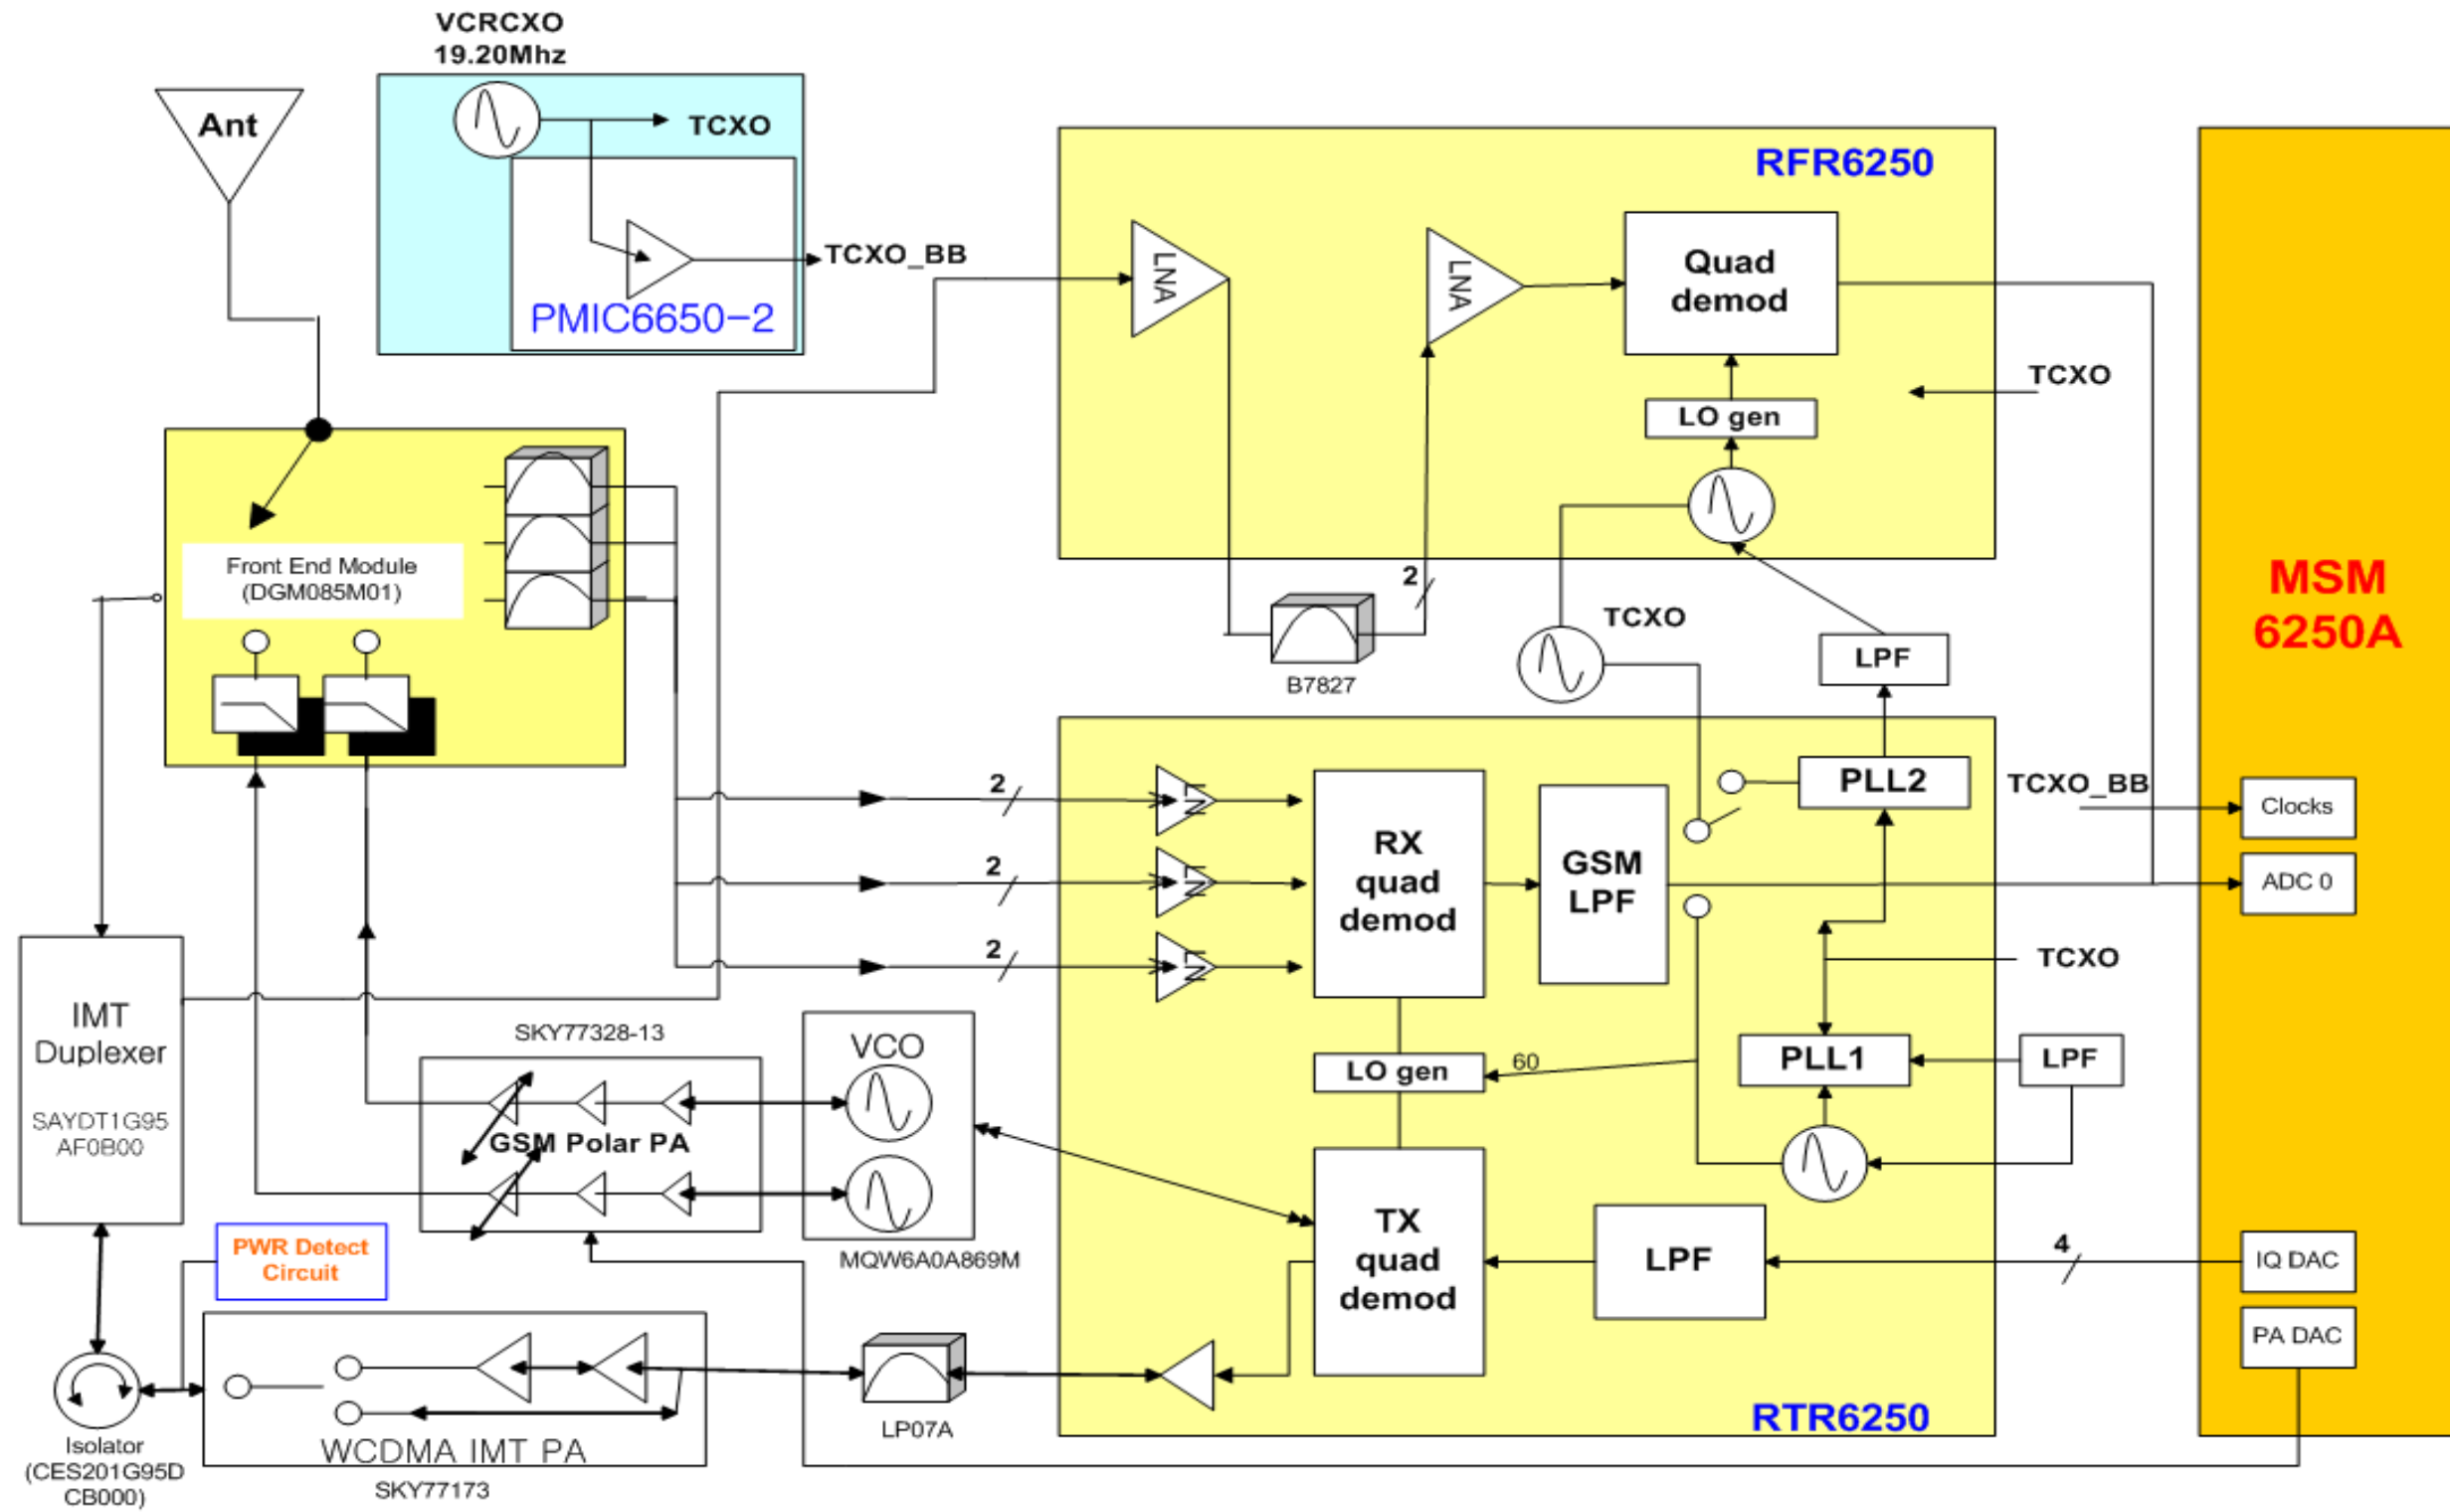 VCRCXO
19.20Mhz
Ant
TCXO
TCXO_BB
PMIC6650-2
RFR6250
LNA
LNA
Quad
demod
LO gen
TCXO
MSM
6250A
Front End Module
(DGM085M01)
2
B7827
TCXO
LPF
2
2
2
RX
quad
demod
GSM
LPF
PLL2
TCXO_BB
Clocks
ADC 0
TCXO
IMT
Duplexer
SAYDT1G95
AF0B00
SKY77328-13
GSM Polar PA
VCO
MQW6A0A869M
LO gen
60
PLL1
LPF
TX
quad
demod
LPF
4
IQ DAC
PA DAC
PWR Detect
Circuit
Isolator
(CES201G95D
CB000)
WCDMA IMT PA
SKY77173
LP07A
RTR6250